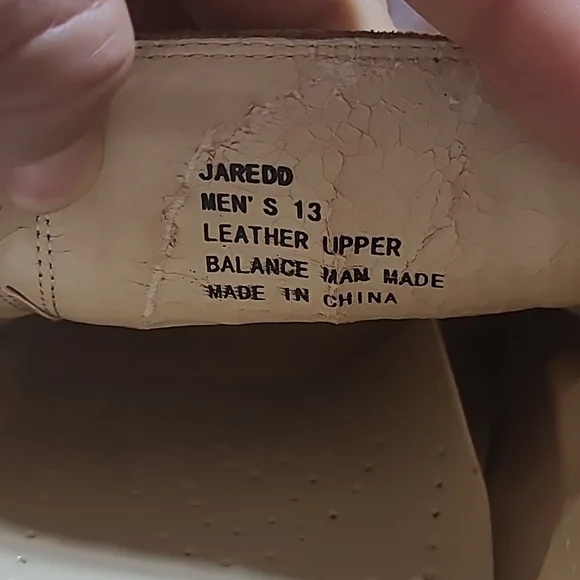 JAREDD
MEN'S 13
LEATHER UPPER
BALANCE MAN MADE
MADE IN CHINA